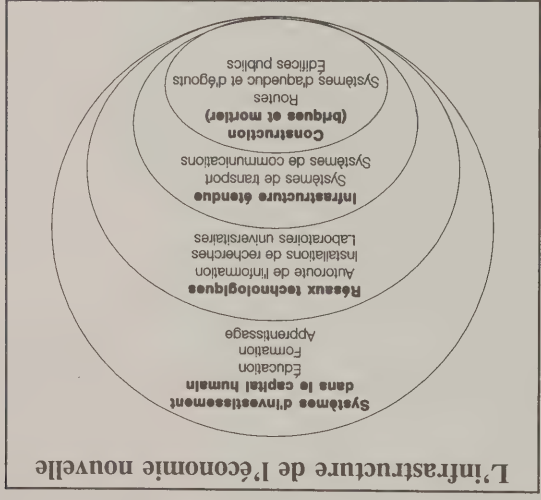 L'infrastructure de l'économie nouvelle
Systèmes d'investissement
dans le capital humain
Éducation
Formation
Apprentissage
Réseaux technologiques
Autoroute de l'information
Installations de recherches
Laboratoires universitaires
Infrastructure étendue
Systèmes de transport
Systèmes de communications
Construction
(briques et mortier)
Routes
Systèmes d'aqueduc et d'égouts
Édifices publics